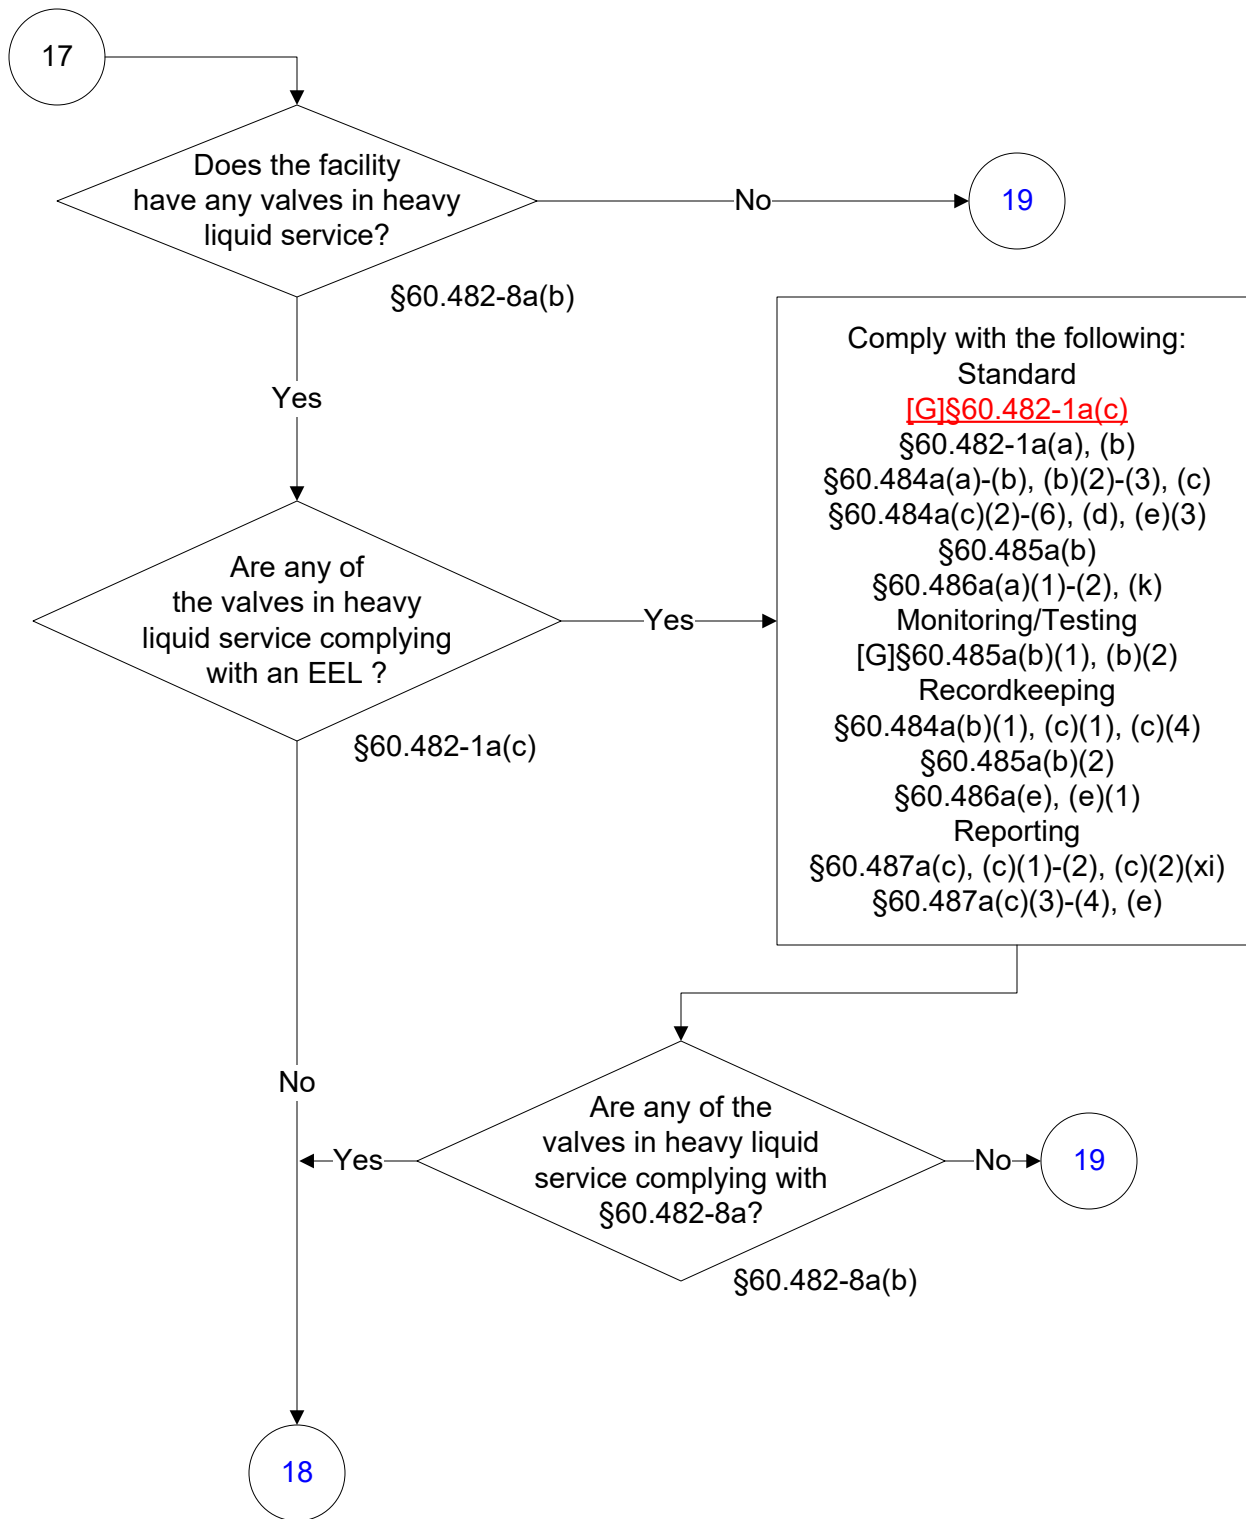 17
Does the facility
have any valves in heavy
liquid service?
No
19
§60.482-8a(b)
Yes
Comply with the following:
Standard
[G]§60.482-1a(c)
§60.482-1a(a), (b)
§60.484a(a)-(b), (b)(2)-(3), (c)
§60.484a(c)(2)-(6), (d), (e)(3)
§60.485a(b)
§60.486a(a)(1)-(2), (k)
Monitoring/Testing
[G]§60.485a(b)(1), (b)(2)
Recordkeeping
§60.484a(b)(1), (c)(1), (c)(4)
§60.485a(b)(2)
§60.486a(e), (e)(1)
Reporting
§60.487a(c), (c)(1)-(2), (c)(2)(xi)
§60.487a(c)(3)-(4), (e)
Are any of
the valves in heavy
liquid service complying
with an EEL ?
Yes
§60.482-1a(c)
No
Are any of the
valves in heavy liquid
service complying with
§60.482-8a?
Yes
No
19
§60.482-8a(b)
18